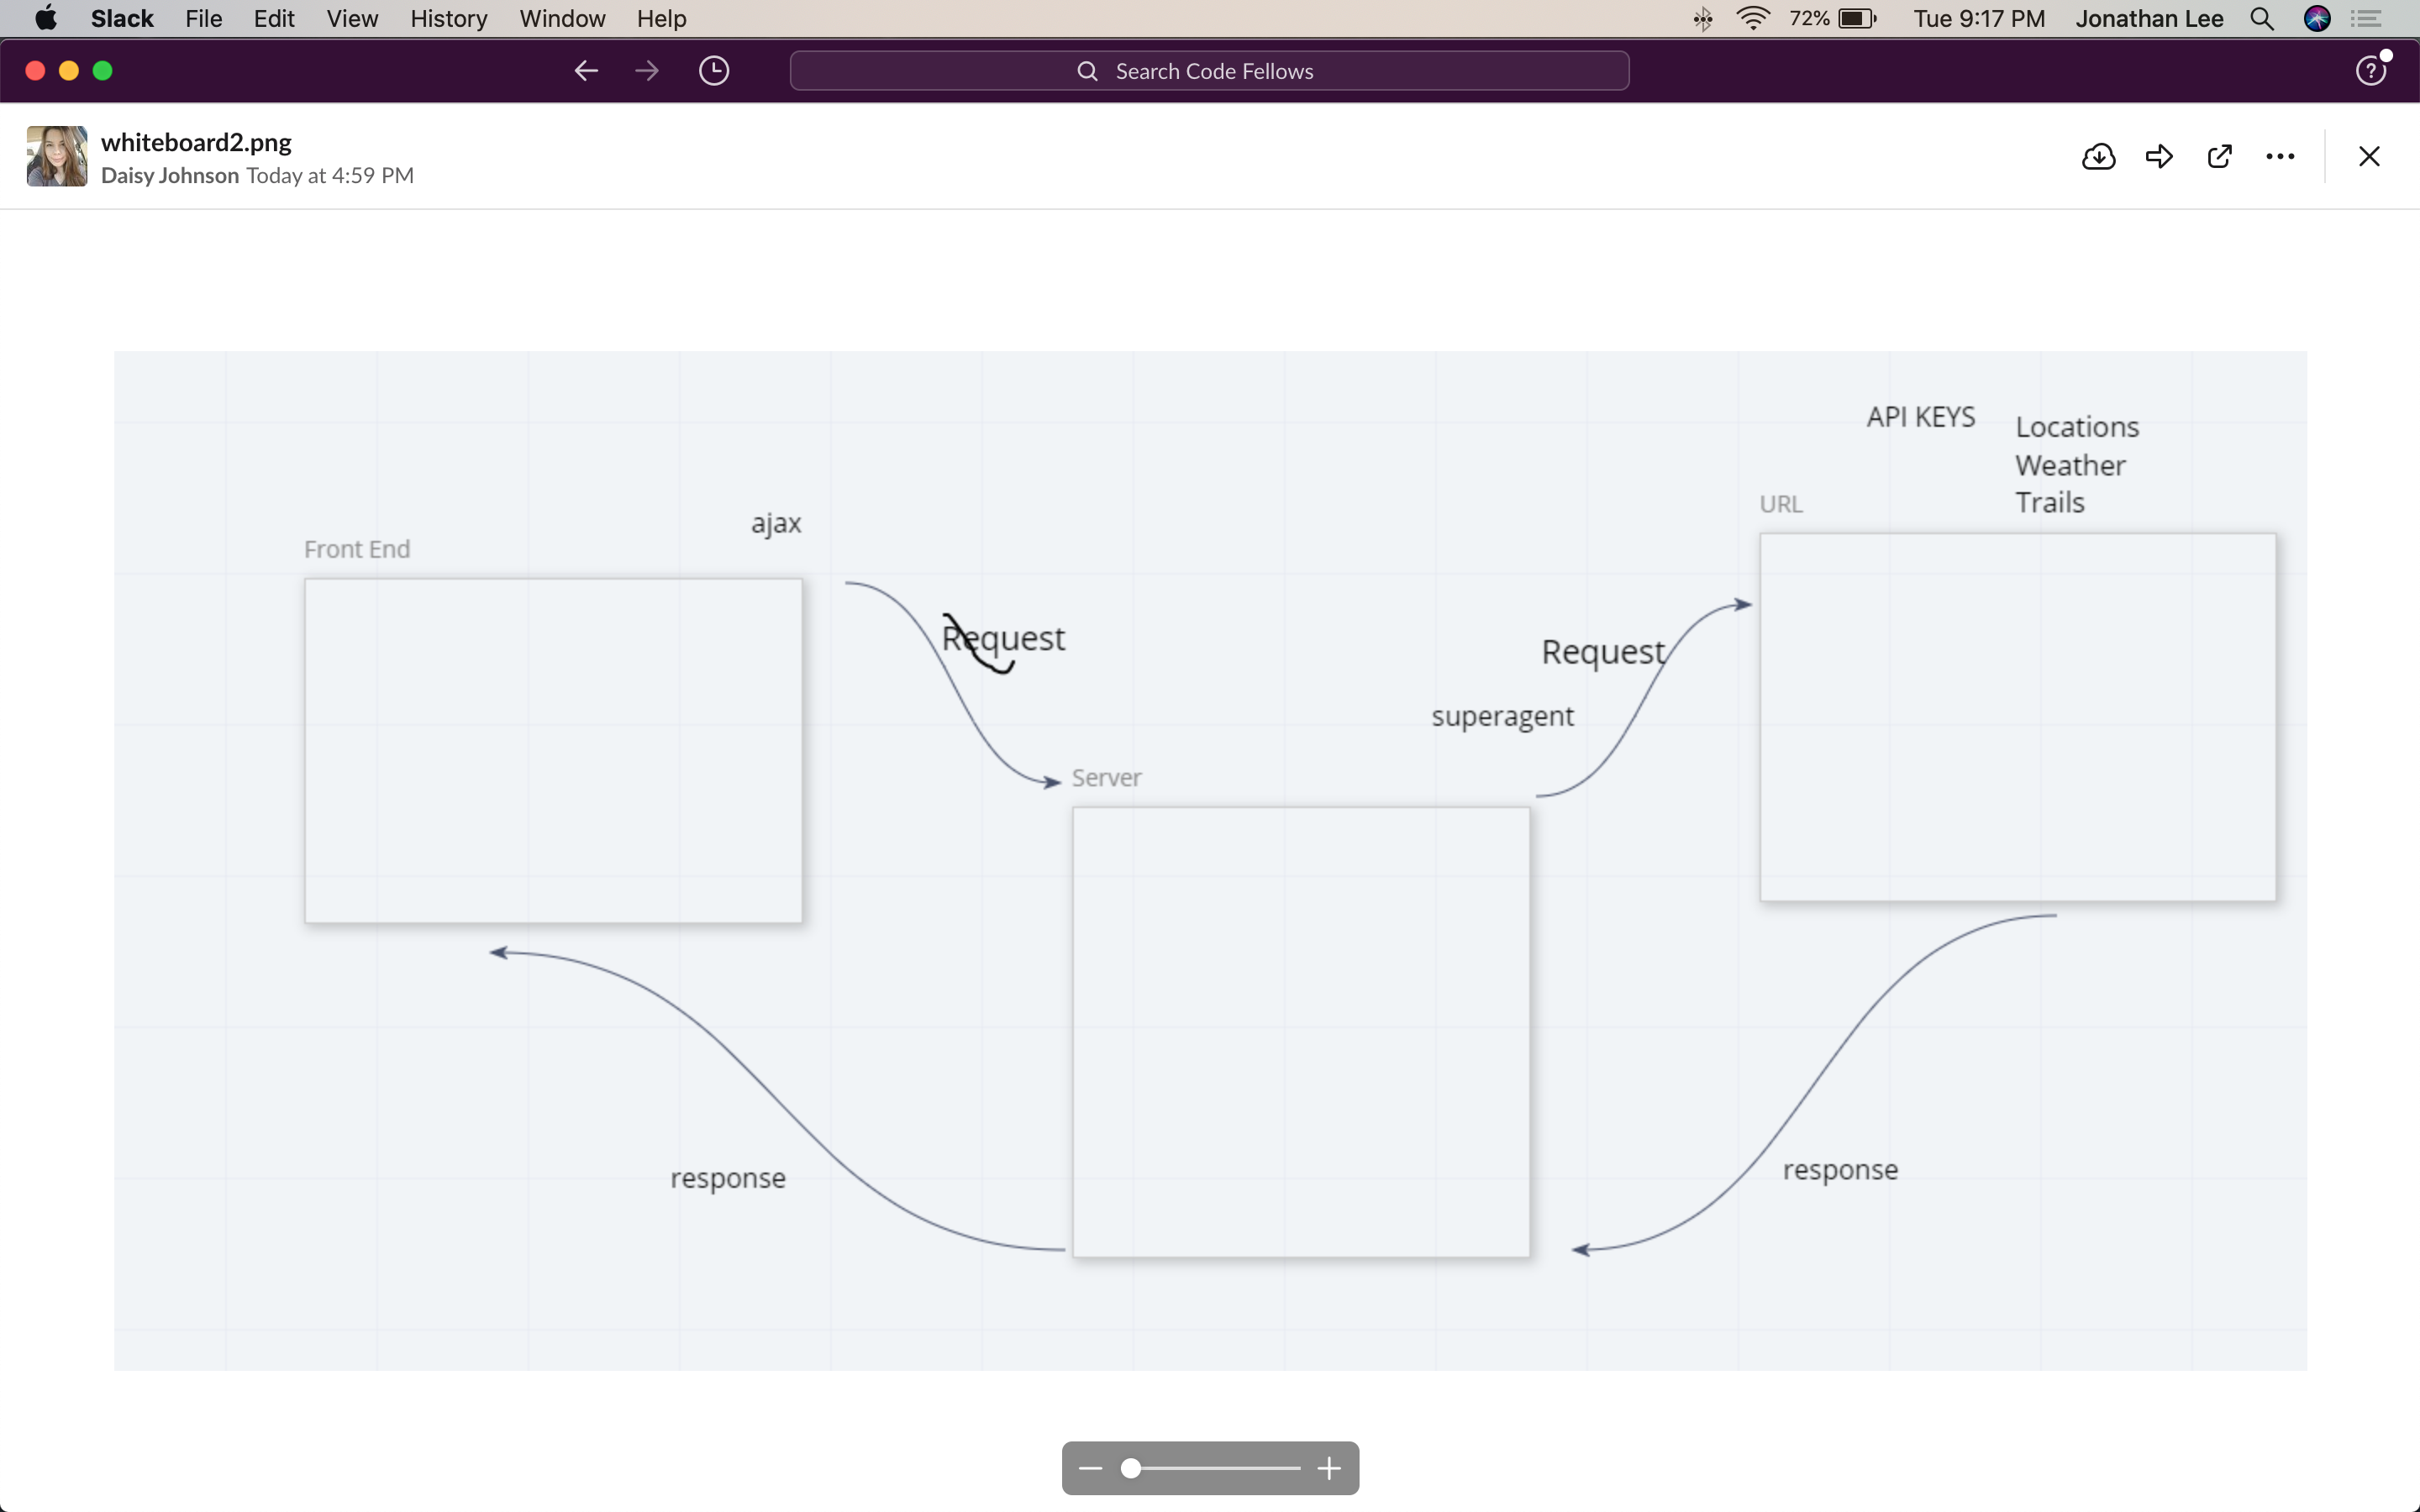 Slack File Edit View History Window Help 72% Tue 9:17 PM Jonathan Lee
Search Code Fellows
whiteboard2.png
Daisy Johnson Today at 4:59 PM
API KEYS
Locations
Weather
Trails
URL
ajax
Front End
Request
Request
superagent
Server
response
response